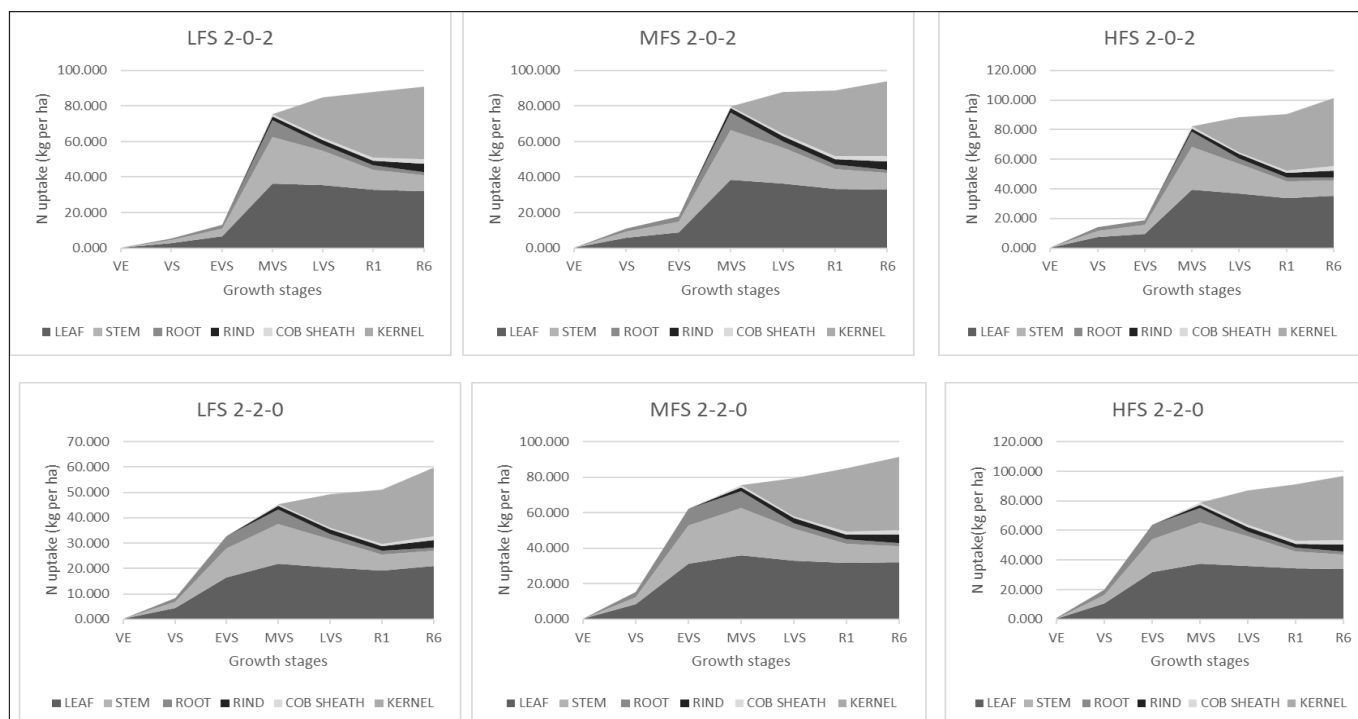 LFS 2-0-2
N uptake (kg per ha)
100.000
80.000
60.000
40.000
20.000
0.000
VE VS EVS MVS LVS R1 R6
Growth stages
LEAF STEM ROOT RIND COB SHEATH KERNEL
MFS 2-0-2
N uptake (kg per ha)
100.000
80.000
60.000
40.000
20.000
0.000
VE VS EVS MVS LVS R1 R6
Growth stages
LEAF STEM ROOT RIND COB SHEATH KERNEL
HFS 2-0-2
N uptake (kg per ha)
120.000
100.000
80.000
60.000
40.000
20.000
0.000
VE VS EVS MVS LVS R1 R6
Growth stages
LEAF STEM ROOT RIND COB SHEATH KERNEL
LFS 2-2-0
N uptake (kg per ha)
70.000
60.000
50.000
40.000
30.000
20.000
10.000
0.000
VE VS EVS MVS LVS R1 R6
Growth stages
LEAF STEM ROOT RIND COB SHEATH KERNEL
MFS 2-2-0
N uptake (kg per ha)
100.000
80.000
60.000
40.000
20.000
0.000
VE VS EVS MVS LVS R1 R6
Growth stages
LEAF STEM ROOT RIND COB SHEATH KERNEL
HFS 2-2-0
N uptake(kg per ha)
120.000
100.000
80.000
60.000
40.000
20.000
0.000
VE VS EVS MVS LVS R1 R6
Growth stages
LEAF STEM ROOT RIND COB SHEATH KERNEL